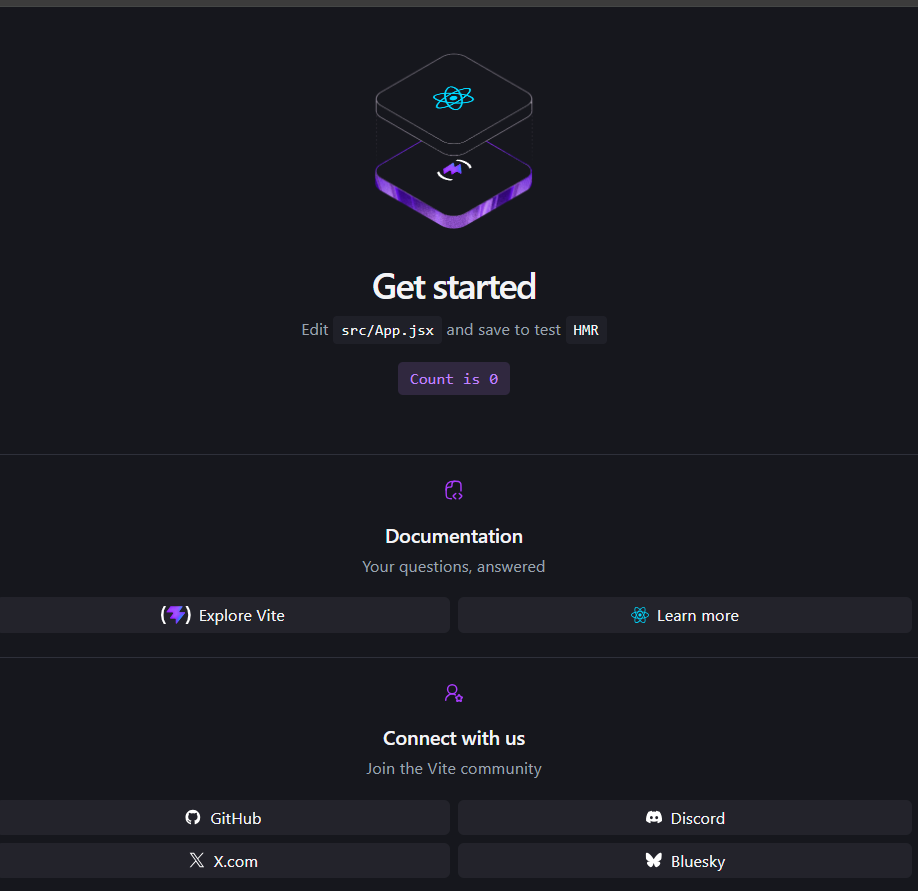 Get started
Edit src/App.jsx and save to test HMR
Count is 0
Documentation
Your questions, answered
Explore Vite
Learn more
Connect with us
Join the Vite community
GitHub
Discord
X.com
Bluesky